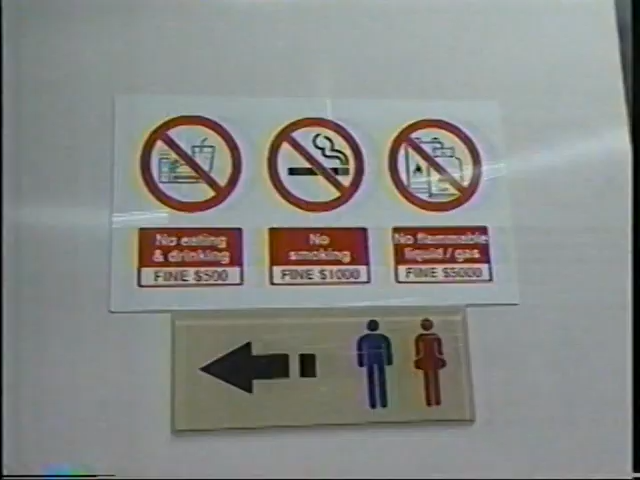 No eating
& drinking
FINE $500
No
smoking
FINE $1000
No flammable
liquid / gas
FINE $5000